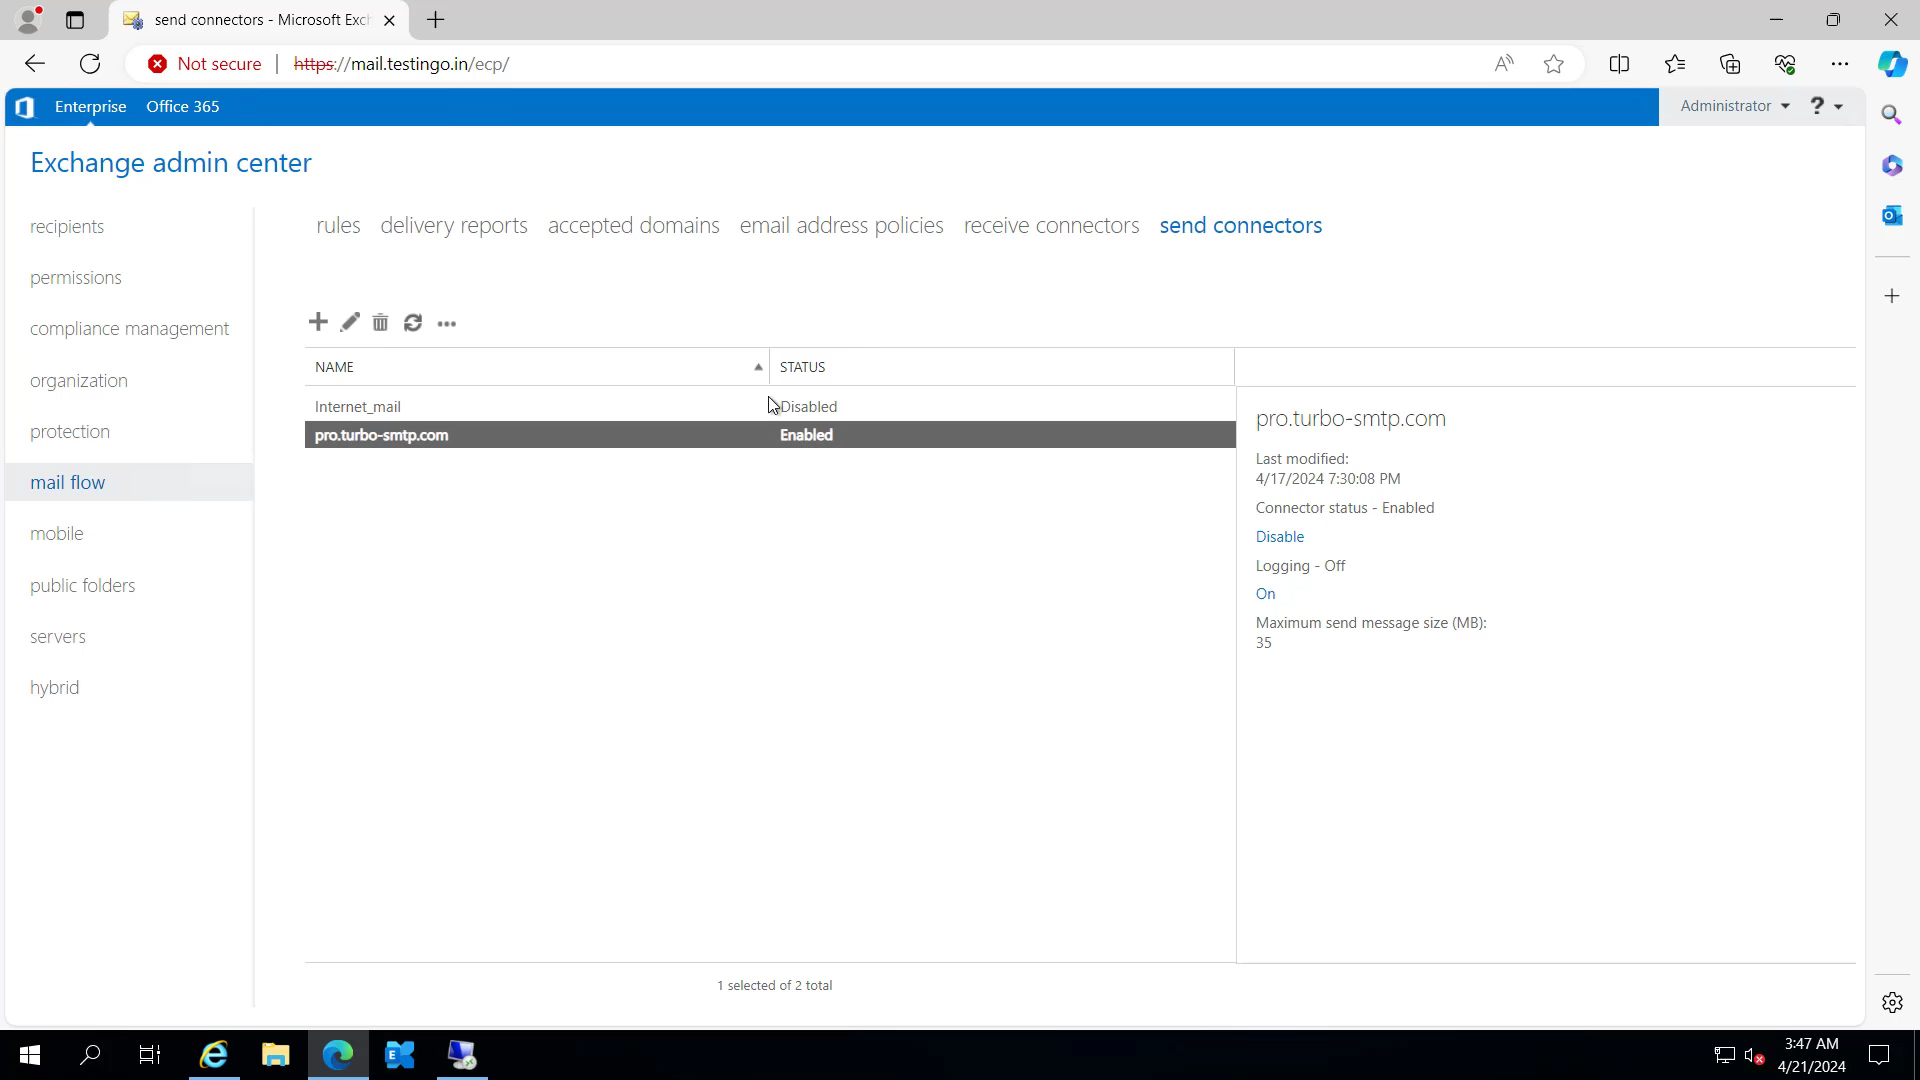 send connectors - Microsoft Exch
Not secure
https://mail.testingo.in/ecp/
Enterprise
Office 365
Administrator
?
Exchange admin center
recipients
permissions
compliance management
organization
protection
mail flow
mobile
public folders
servers
hybrid
rules
delivery reports
accepted domains
email address policies
receive connectors
send connectors
NAME
STATUS
Internet_mail
Disabled
pro.turbo-smtp.com
Enabled
pro.turbo-smtp.com
Last modified:
4/17/2024 7:30:08 PM
Connector status - Enabled
Disable
Logging - Off
On
Maximum send message size (MB):
35
1 selected of 2 total
3:47 AM
4/21/2024